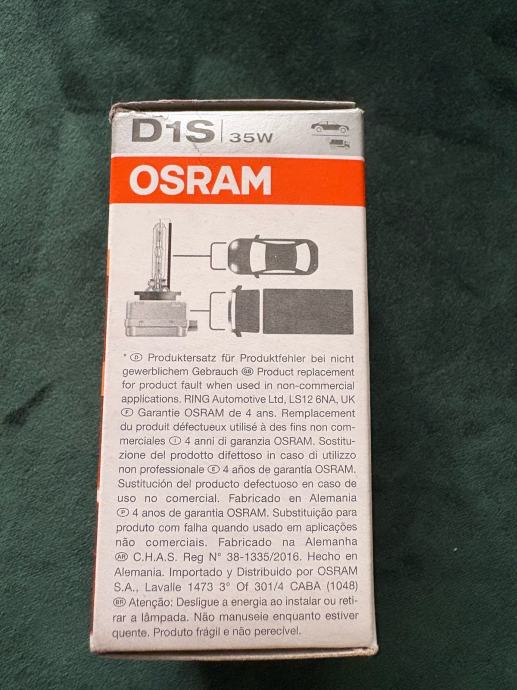 D1S 35W
OSRAM
* Ⓓ Produktersatz für Produktfehler bei nicht
gewerblichem Gebrauch GB Product replacement
for product fault when used in non-commercial
applications. RING Automotive Ltd, LS12 6NA, UK
Ⓕ Garantie OSRAM de 4 ans. Remplacement
du produit défectueux utilisé à des fins non com-
merciales Ⓘ 4 anni di garanzia OSRAM. Sostitu-
zione del prodotto difettoso in caso di utilizzo
non professionale Ⓔ 4 años de garantía OSRAM.
Sustitución del producto defectuoso en caso de
uso no comercial. Fabricado en Alemania
Ⓟ 4 anos de garantia OSRAM. Substituição para
produto com falha quando usado em aplicações
não comerciais. Fabricado na Alemanha
AR C.H.A.S. Reg N° 38-1335/2016. Hecho en
Alemania. Importado y Distribuido por OSRAM
S.A., Lavalle 1473 3° Of 301/4 CABA (1048)
BR Atenção: Desligue a energia ao instalar ou reti-
rar a lâmpada. Não manuseie enquanto estiver
quente. Produto frágil e não perecível.